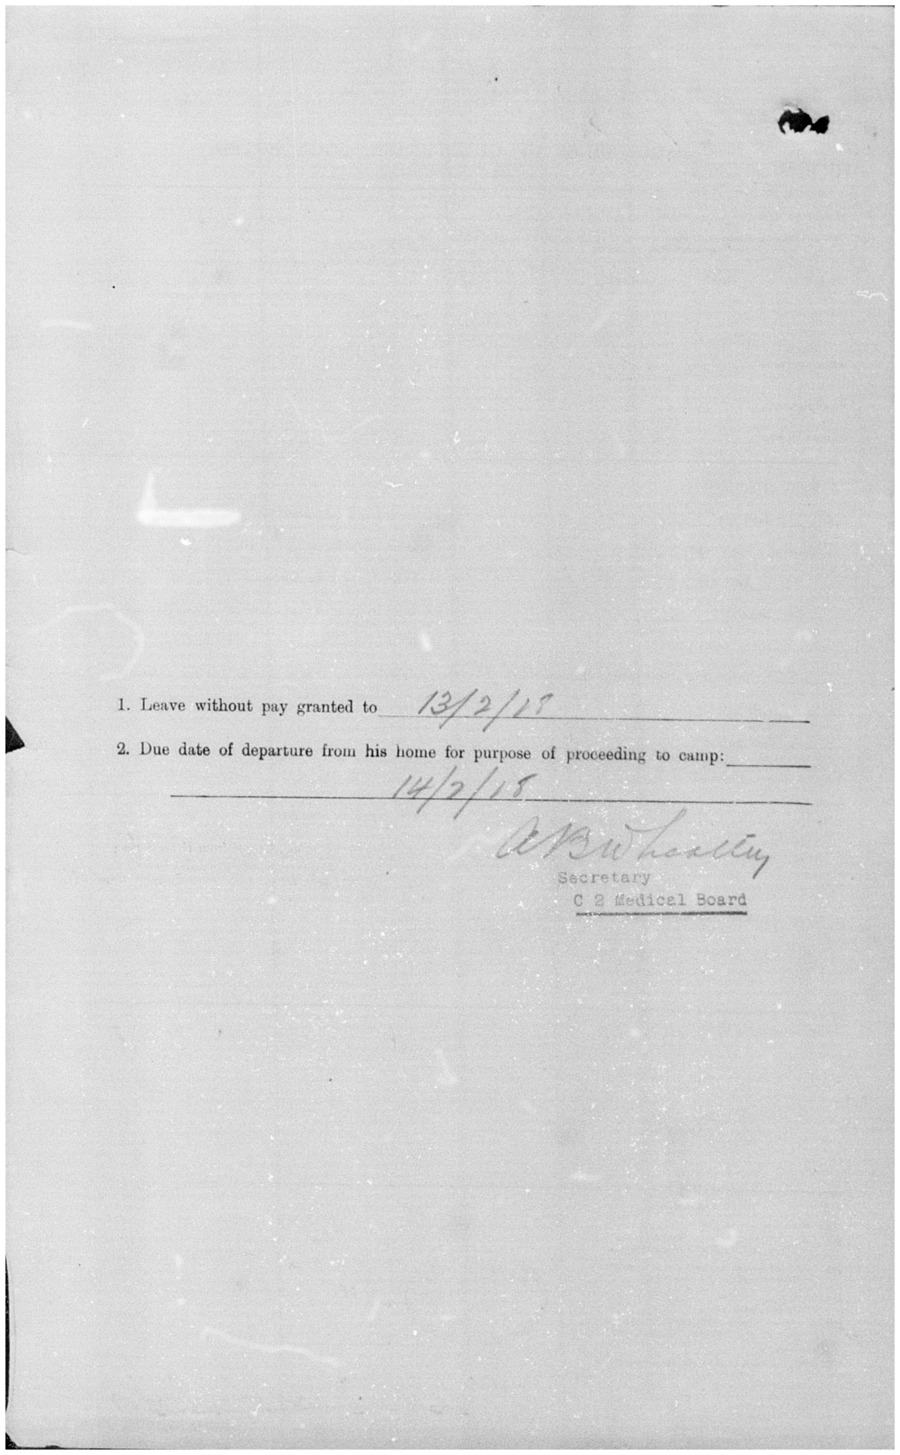 1. Leave without pay granted to 13/2/18
2. Due date of departure from his home for purpose of proceeding to camp:
14/2/18
Secretary
C 2 Medical Board